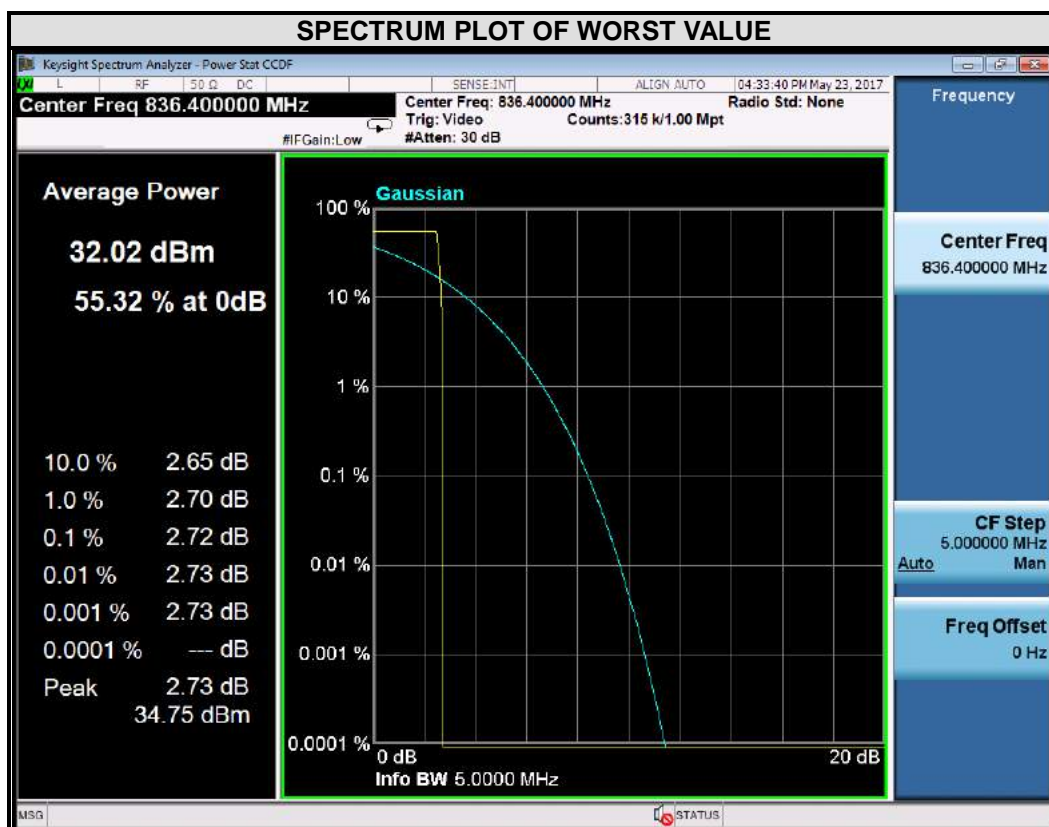 SPECTRUM PLOT OF WORST VALUE
Keysight Spectrum Analyzer - Power Stat CCDF
L RF 50 Ω DC SENSE:INT ALIGN AUTO 04:33:40 PM May 23, 2017
Center Freq 836.400000 MHz
Center Freq: 836.400000 MHz Radio Std: None
Trig: Video Counts:315 k/1.00 Mpt
#IFGain:Low #Atten: 30 dB
Frequency
Average Power
32.02 dBm
55.32 % at 0dB
10.0 % 2.65 dB
1.0 % 2.70 dB
0.1 % 2.72 dB
0.01 % 2.73 dB
0.001 % 2.73 dB
0.0001 % --- dB
Peak 2.73 dB
34.75 dBm
Gaussian
100 %
10 %
1 %
0.1 %
0.01 %
0.001 %
0.0001 %
0 dB 20 dB
Info BW 5.0000 MHz
Center Freq
836.400000 MHz
CF Step
5.000000 MHz
Auto Man
Freq Offset
0 Hz
MSG STATUS